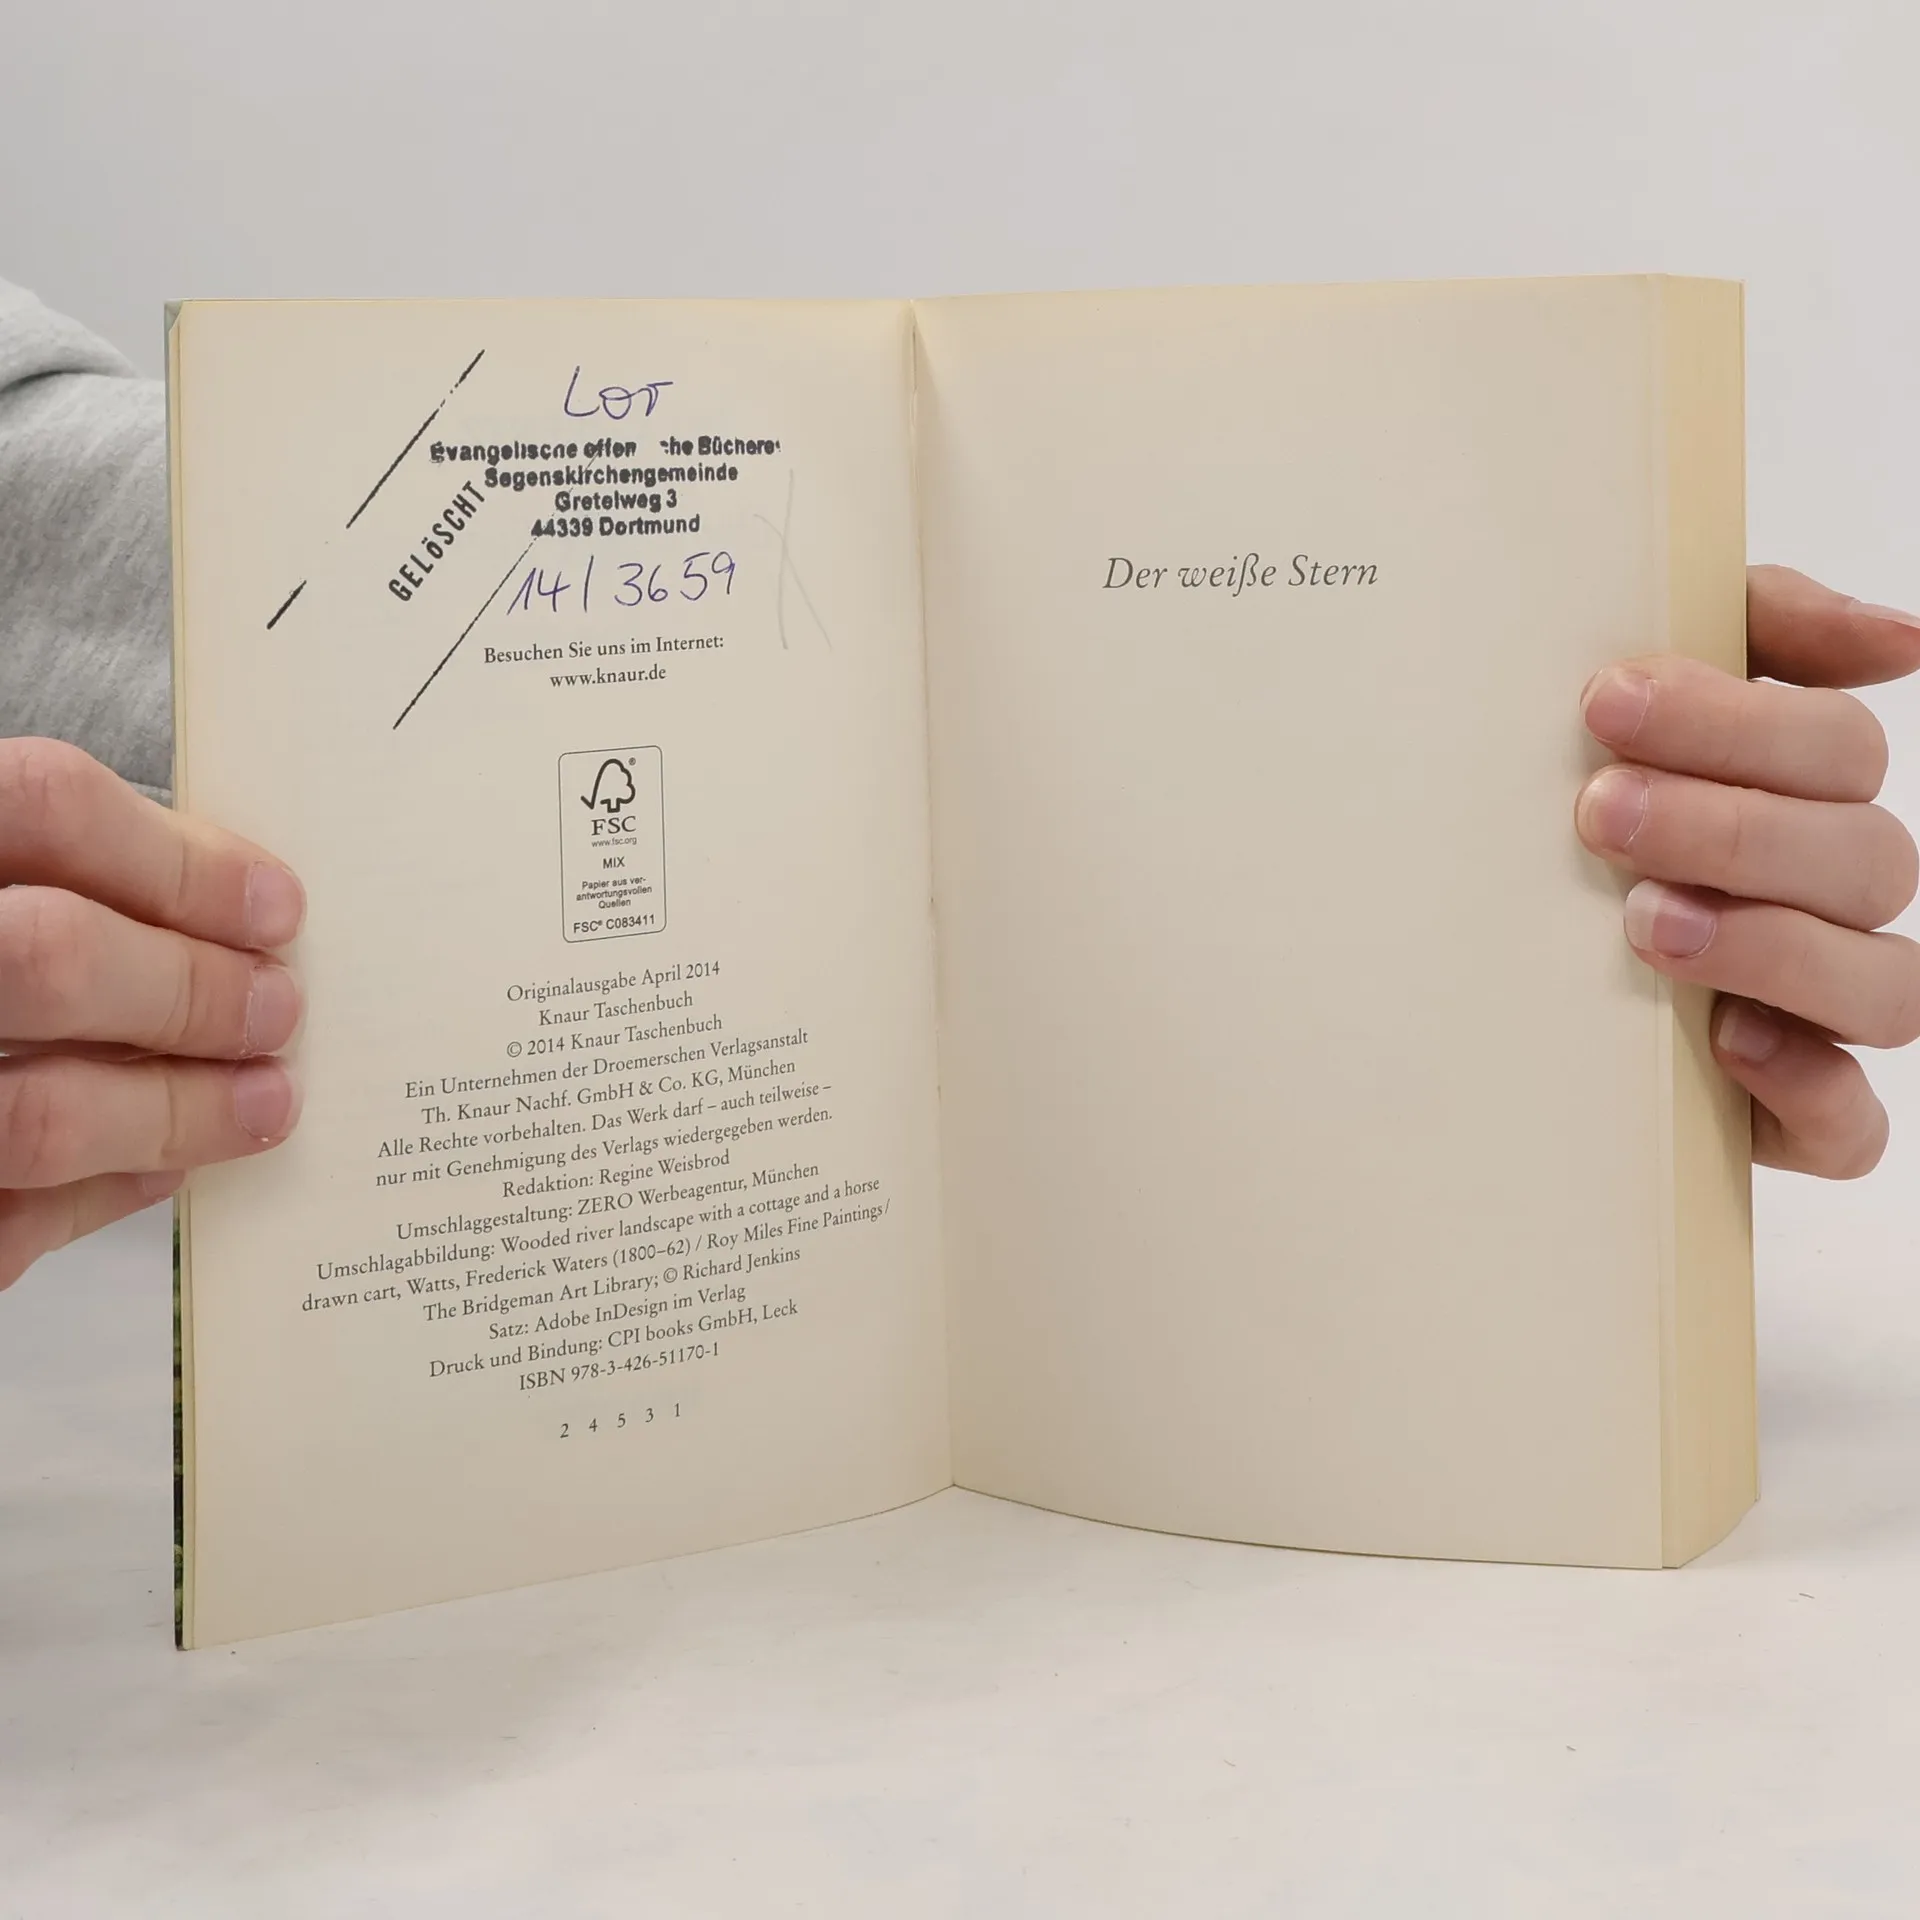 LOT
Evangelische öffen che Bücherei
Segenskirchengemeinde
Gretelweg 3
44339 Dortmund
GELÖSCHT
14/3659
Besuchen Sie uns im Internet:
www.knaur.de
FSC
www.fsc.org
MIX
Papier aus ver-
antwortungsvollen
Quellen
FSC® C083411
Originalausgabe April 2014
Knaur Taschenbuch
© 2014 Knaur Taschenbuch
Ein Unternehmen der Droemerschen Verlagsanstalt
Th. Knaur Nachf. GmbH & Co. KG, München
Alle Rechte vorbehalten. Das Werk darf – auch teilweise –
nur mit Genehmigung des Verlags wiedergegeben werden.
Redaktion: Regine Weisbrod
Umschlaggestaltung: ZERO Werbeagentur, München
Umschlagabbildung: Wooded river landscape with a cottage and a horse
drawn cart, Watts, Frederick Waters (1800–62) / Roy Miles Fine Paintings /
The Bridgeman Art Library; © Richard Jenkins
Satz: Adobe InDesign im Verlag
Druck und Bindung: CPI books GmbH, Leck
ISBN 978-3-426-51170-1
2 4 5 3 1
Der weiße Stern